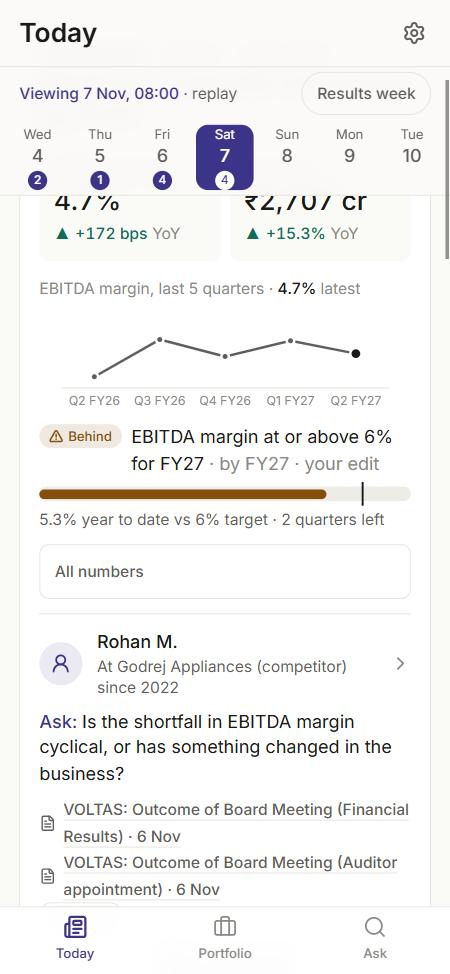 Today
Viewing 7 Nov, 08:00 · replay
Results week
Wed Thu Fri Sat Sun Mon Tue
4 5 6 7 8 9 10
2 1 4 4
4.7% ₹2,707 cr
▲ +172 bps YoY ▲ +15.3% YoY
EBITDA margin, last 5 quarters · 4.7% latest
Q2 FY26 Q3 FY26 Q4 FY26 Q1 FY27 Q2 FY27
Behind EBITDA margin at or above 6%
for FY27 · by FY27 · your edit
5.3% year to date vs 6% target · 2 quarters left
All numbers
Rohan M.
At Godrej Appliances (competitor)
since 2022
Ask: Is the shortfall in EBITDA margin
cyclical, or has something changed in the
business?
VOLTAS: Outcome of Board Meeting (Financial
Results) · 6 Nov
VOLTAS: Outcome of Board Meeting (Auditor
appointment) · 6 Nov
Today Portfolio Ask